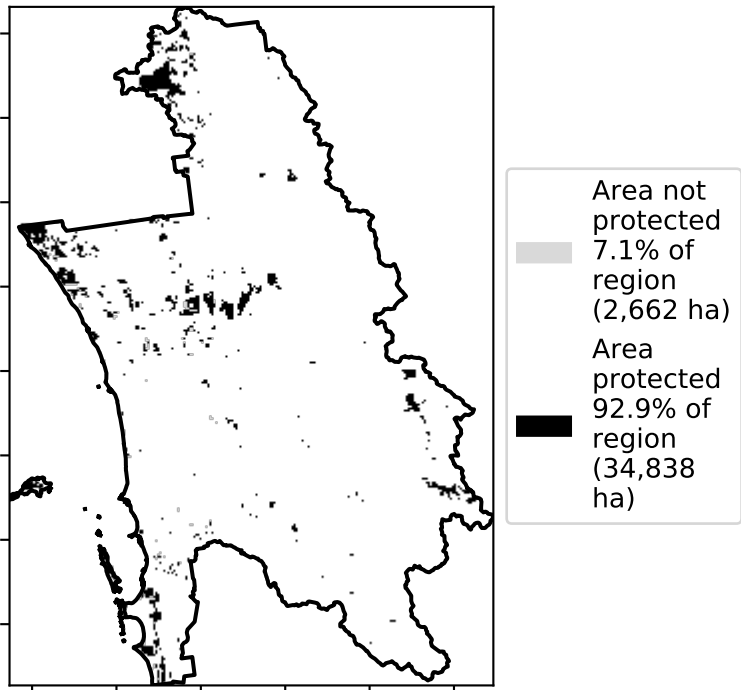 Area not
protected
7.1% of
region
(2,662 ha)
Area
protected
92.9% of
region
(34,838
ha)